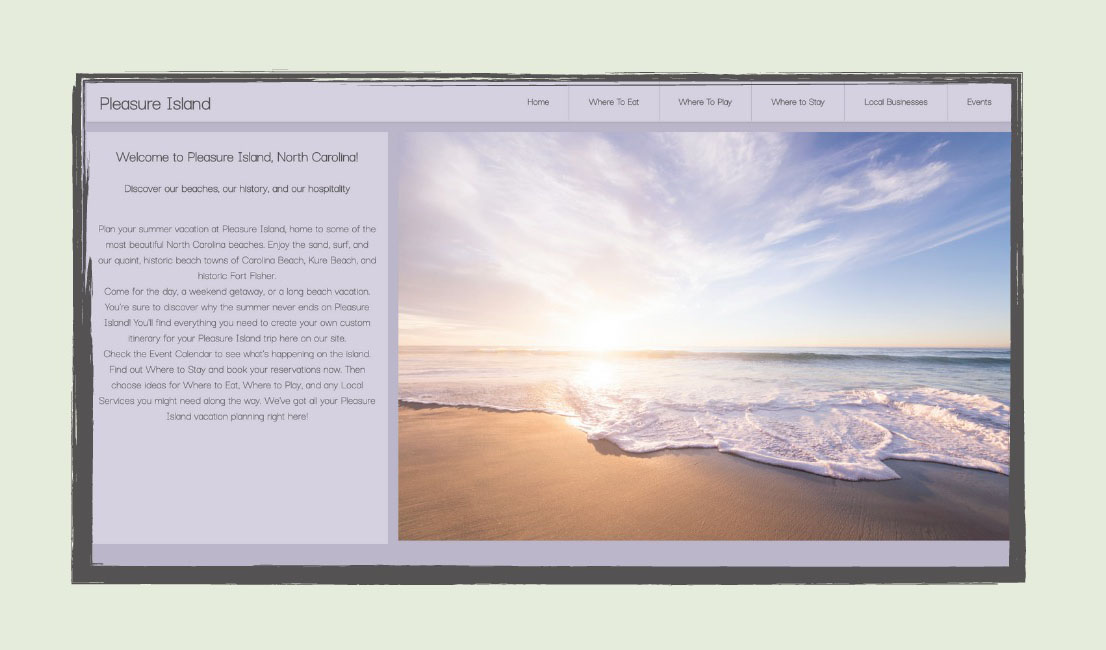 Pleasure Island
Home
Where To Eat
Where To Play
Where to Stay
Local Businesses
Events
Welcome to Pleasure Island, North Carolina!
Discover our beaches, our history, and our hospitality
Plan your summer vacation at Pleasure Island, home to some of the
most beautiful North Carolina beaches. Enjoy the sand, surf, and
our quaint, historic beach towns of Carolina Beach, Kure Beach, and
historic Fort Fisher.
Come for the day, a weekend getaway, or a long beach vacation.
You're sure to discover why the summer never ends on Pleasure
Island! You'll find everything you need to create your own custom
itinerary for your Pleasure Island trip here on our site.
Check the Event Calendar to see what's happening on the island.
Find out Where to Stay and book your reservations now. Then
choose ideas for Where to Eat, Where to Play, and any Local
Services you might need along the way. We've got all your Pleasure
Island vacation planning right here!